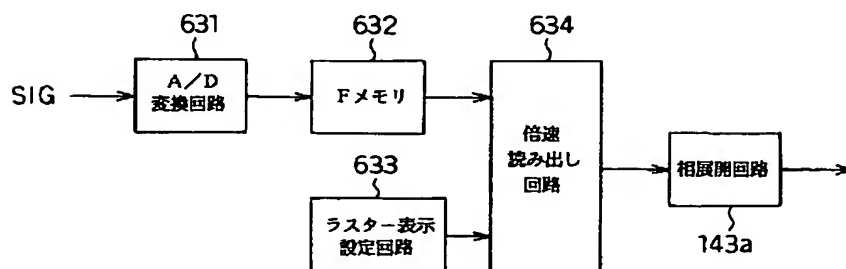 631
632
634
SIG
A/D
変換回路
Fメモリ
倍速
読み出し
回路
相展開回路
633
143a
ラスター表示
設定回路